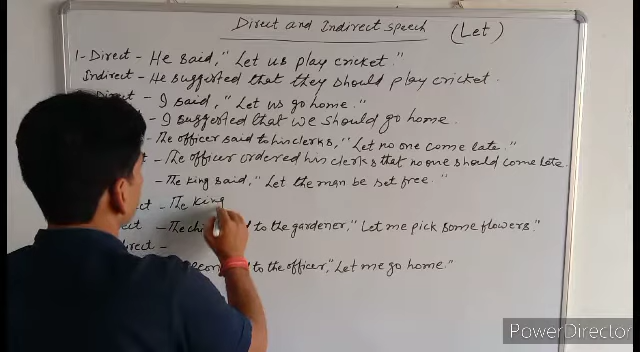 Direct and Indirect speech (Let)
1- Direct - He said, "Let us play cricket."
Indirect - He suggested that they should play cricket.
Direct - I said, "Let us go home."
- I suggested that we should go home.
- The officer said to his clerks, "Let no one come late."
- The officer ordered his clerks that no one should come late.
- The king said, "Let the man be set free."
- The king
- The to the gardener, "Let me pick some flowers."
-
to the officer, "Let me go home."
PowerDirector